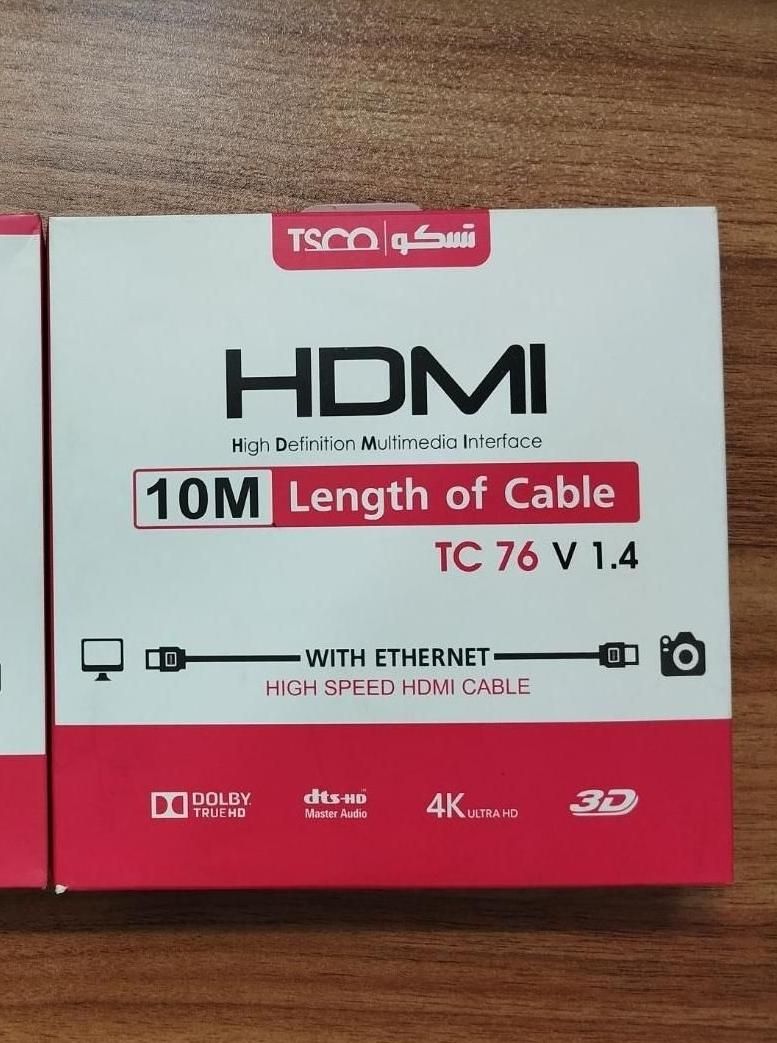 TSCO تسکو
HDMI
High Definition Multimedia Interface
10M Length of Cable
TC 76 V 1.4
WITH ETHERNET
HIGH SPEED HDMI CABLE
DOLBY
TRUEHD
dts-HD
Master Audio
4K ULTRA HD
3D